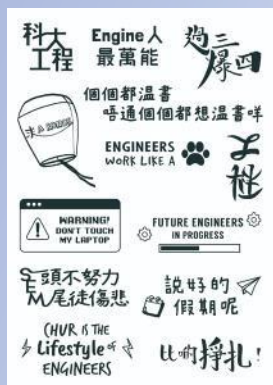 科大
工程
Engine人
最萬能
過三
爆四
個個都溫書
唔通個個都想溫書咩
ENGINEERS
WORK LIKE A
WARNING!
DON'T TOUCH
MY LAPTOP
FUTURE ENGINEERS
IN PROGRESS
SEM頭不努力
尾徒傷悲
說好的
假期呢
CHUR IS THE
Lifestyle of
ENGINEERS
比啲掙扎!